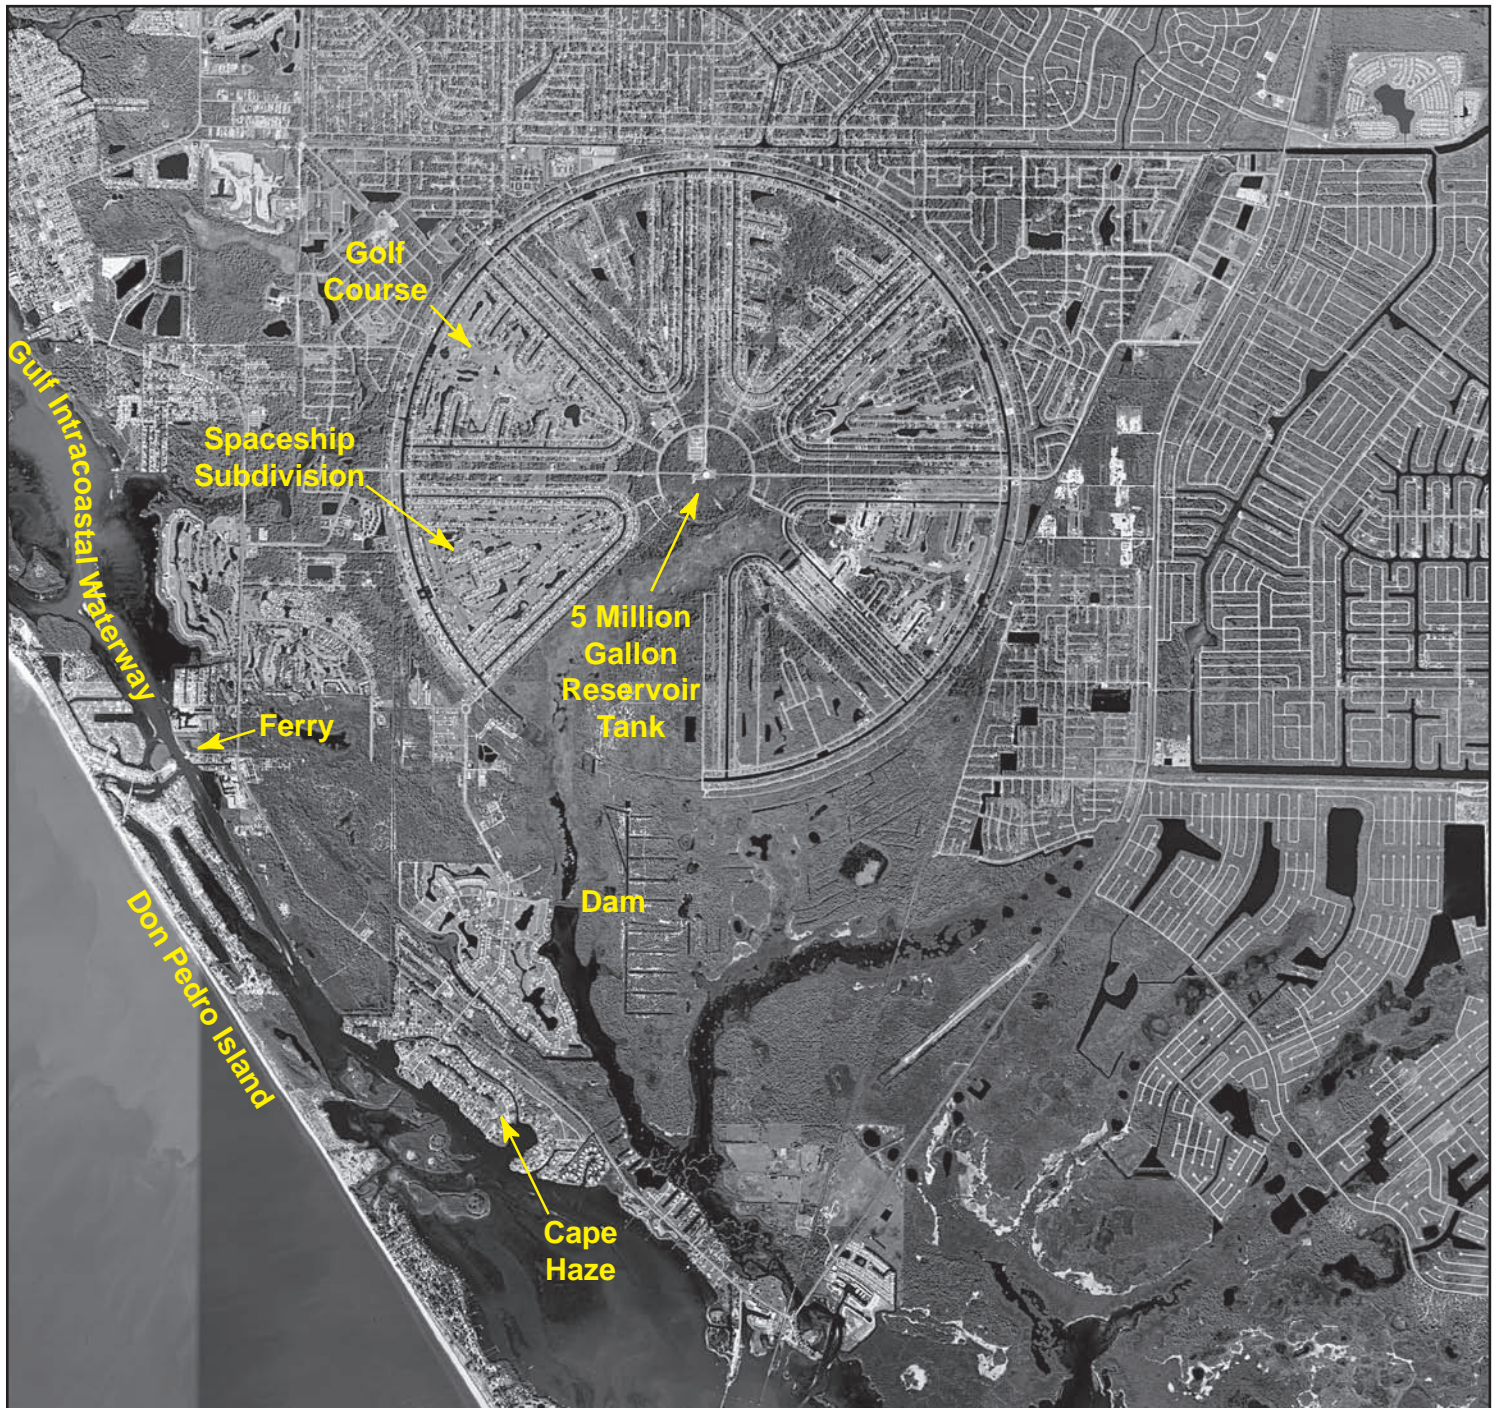 Golf
Course
Gulf Intracoastal Waterway
Spaceship
Subdivision
5 Million
Gallon
Reservoir
Tank
Ferry
Dam
Don Pedro Island
Cape
Haze